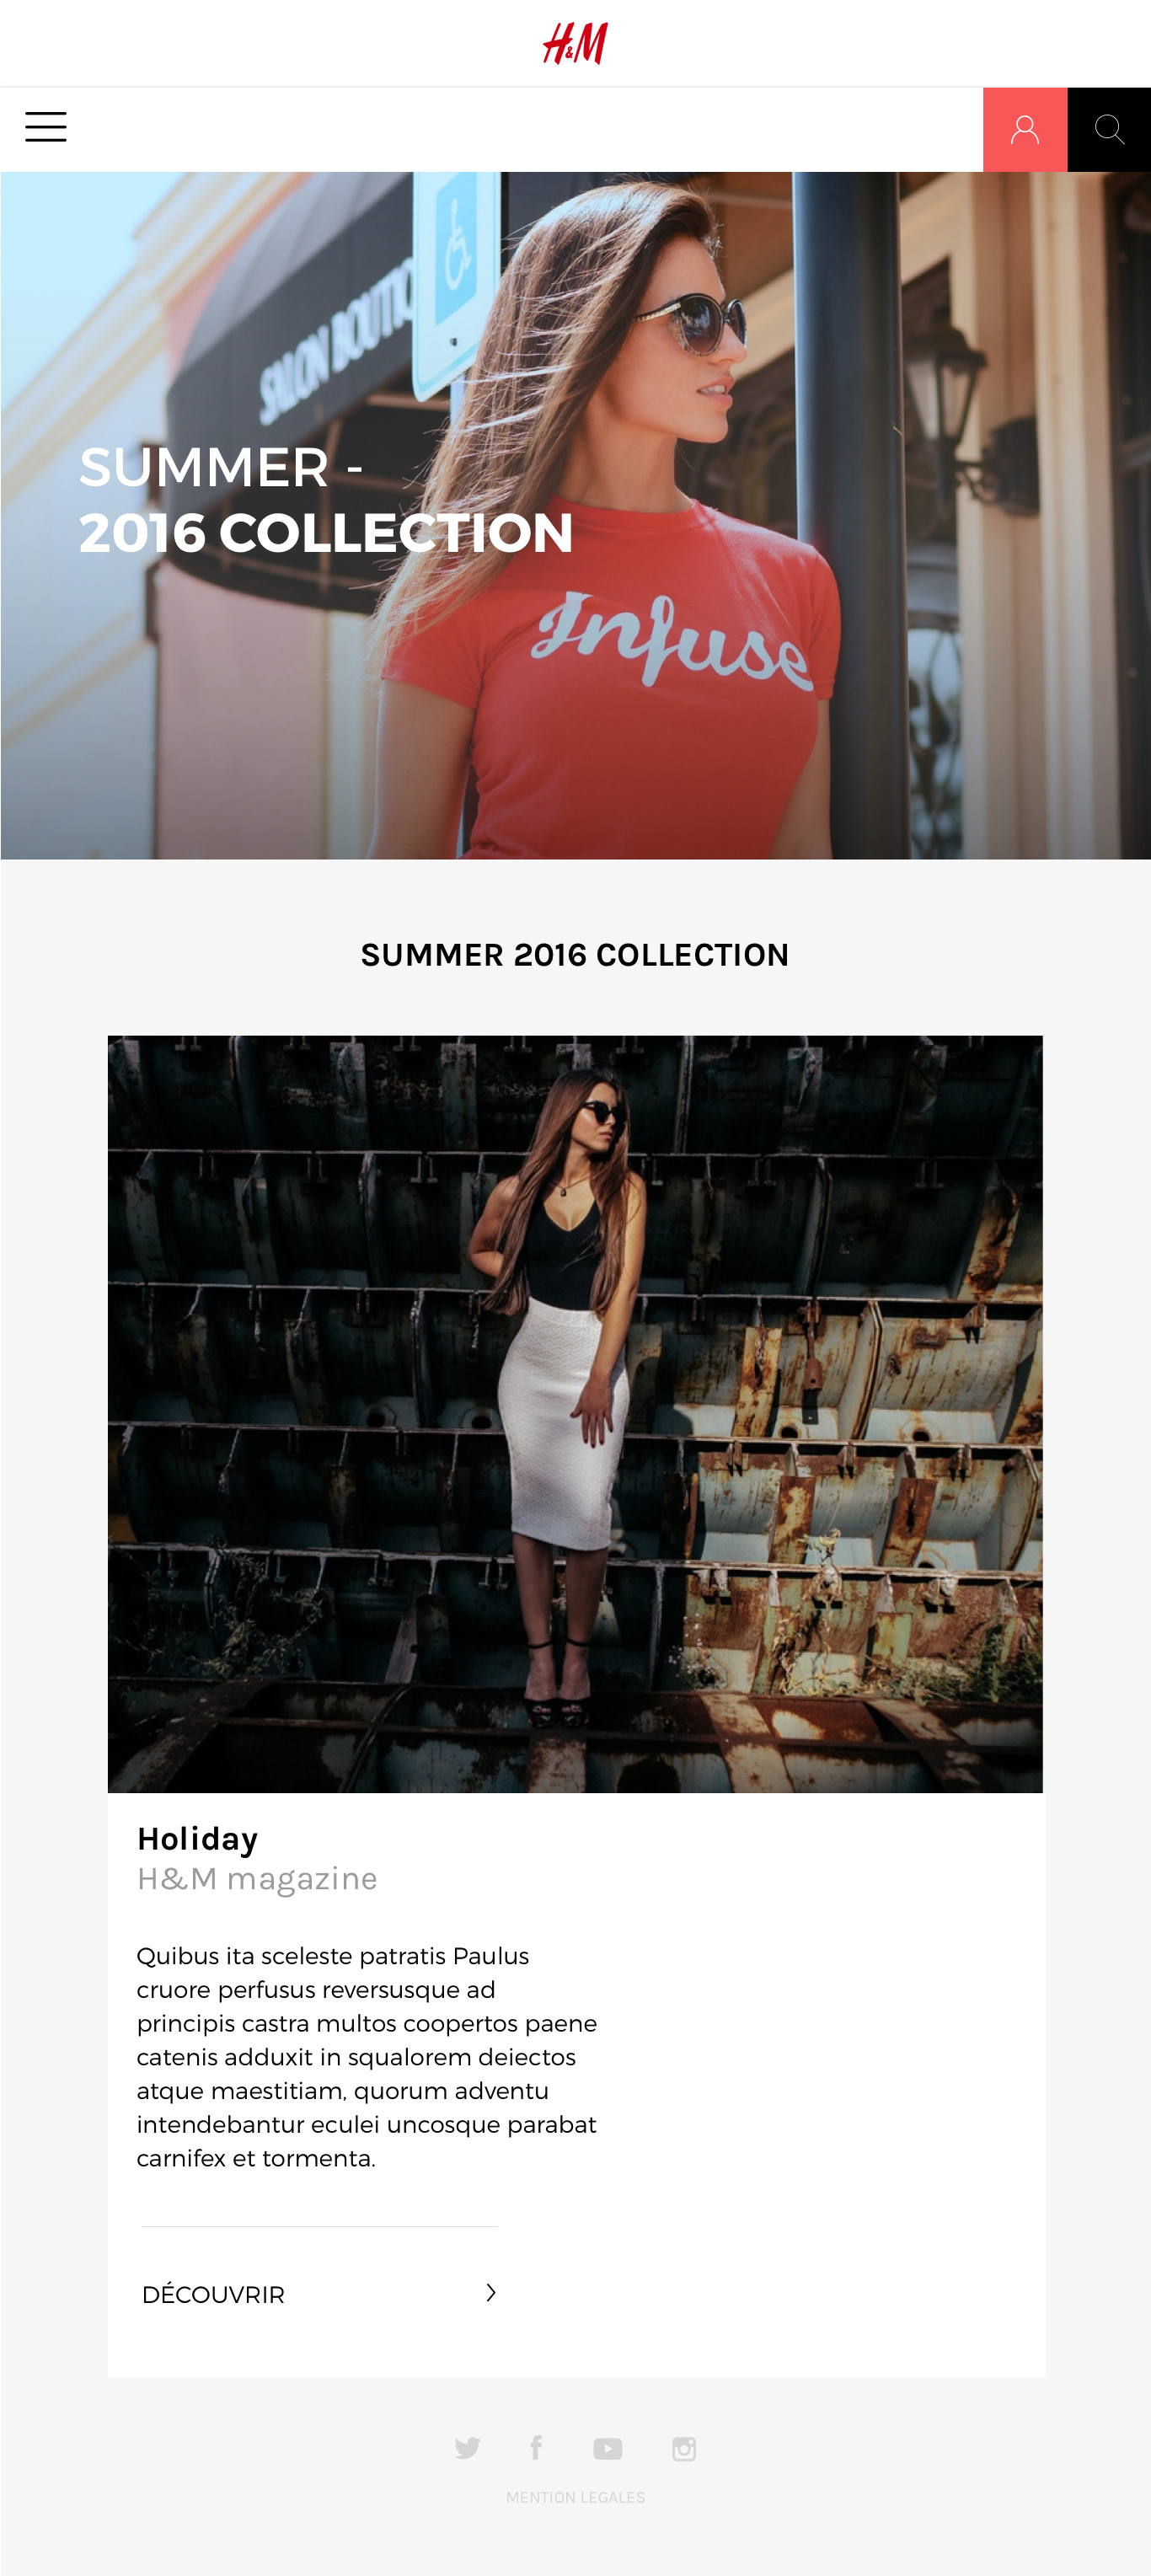 H&M
SALON BOUTIQ
SUMMER -
2016 COLLECTION
Infuse
SUMMER 2016 COLLECTION
Holiday
H&M magazine
Quibus ita sceleste patratis Paulus
cruore perfusus reversusque ad
principis castra multos coopertos paene
catenis adduxit in squalorem deiectos
atque maestitiam, quorum adventu
intendebantur eculei uncosque parabat
carnifex et tormenta.
DÉCOUVRIR
MENTION LEGALES